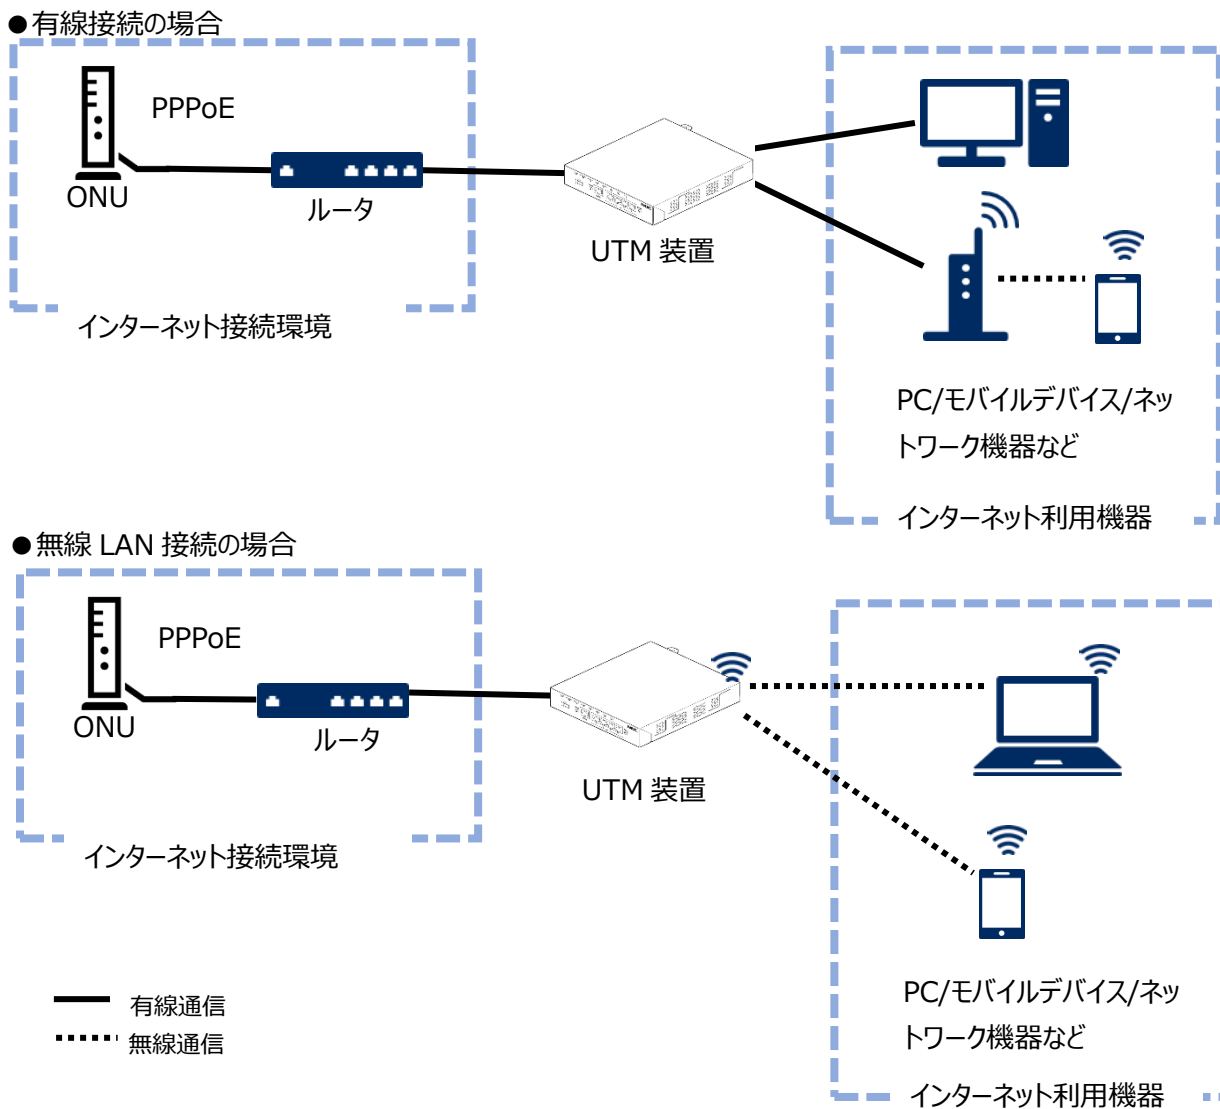 ●有線接続の場合
PPPoE
ONU
ルータ
UTM 装置
インターネット接続環境
PC/モバイルデバイス/ネッ
トワーク機器など
インターネット利用機器
●無線 LAN 接続の場合
PPPoE
ONU
ルータ
UTM 装置
インターネット接続環境
PC/モバイルデバイス/ネッ
トワーク機器など
インターネット利用機器
有線通信
無線通信